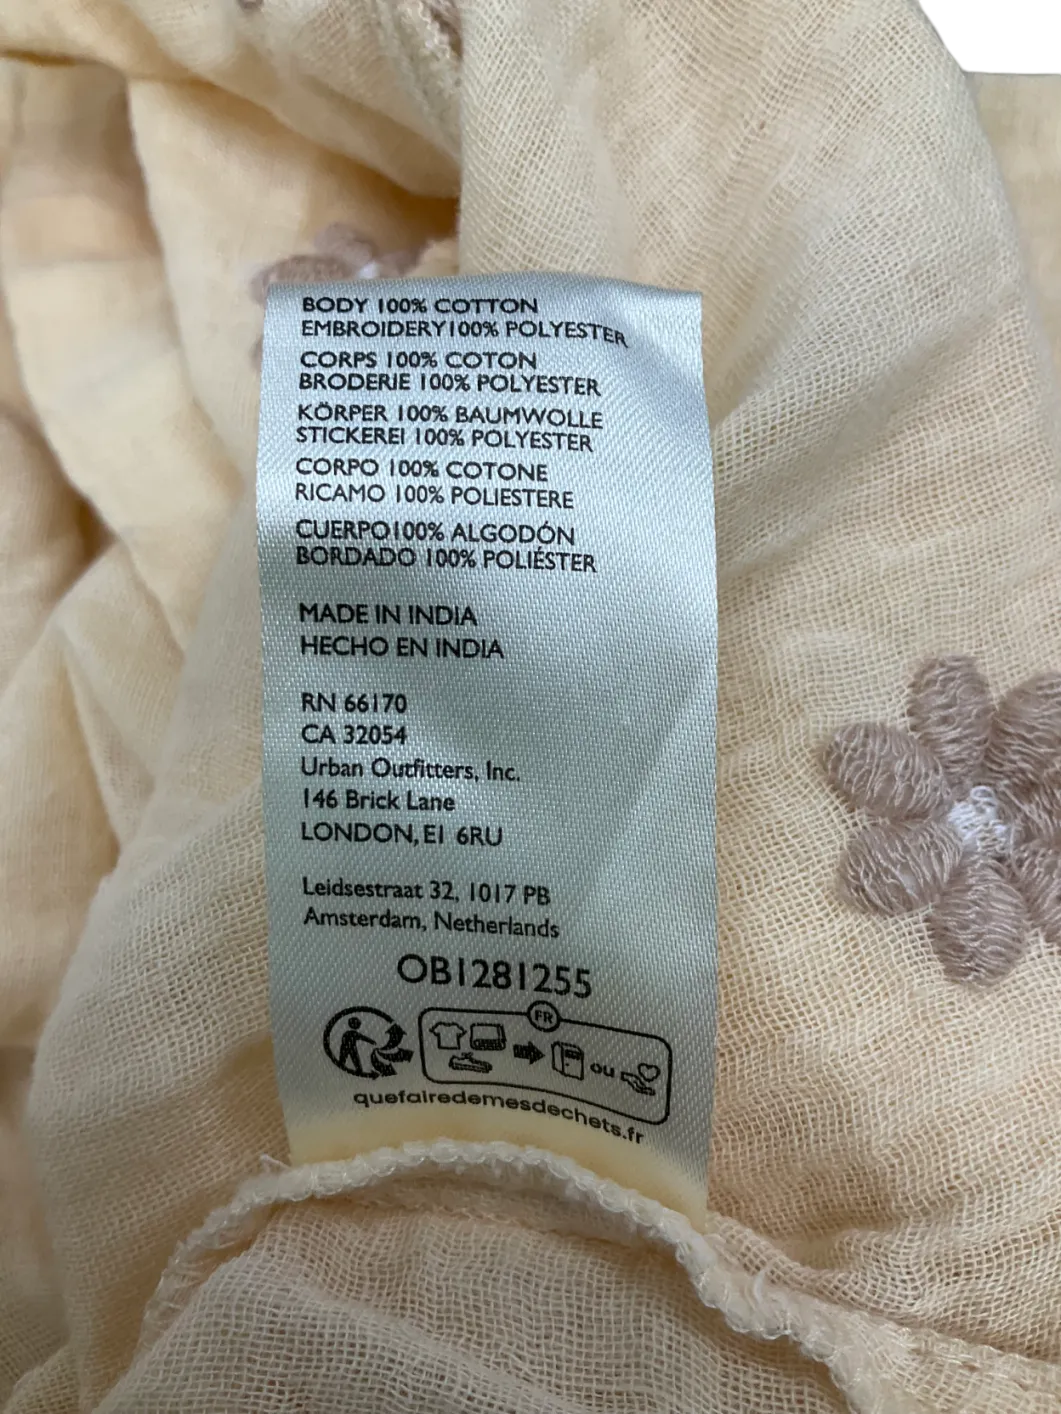 BODY 100% COTTON
EMBROIDERY100% POLYESTER
CORPS 100% COTON
BRODERIE 100% POLYESTER
KÖRPER 100% BAUMWOLLE
STICKEREI 100% POLYESTER
CORPO 100% COTONE
RICAMO 100% POLIESTERE
CUERPO100% ALGODÓN
BORDADO 100% POLIÉSTER
MADE IN INDIA
HECHO EN INDIA
RN 66170
CA 32054
Urban Outfitters, Inc.
146 Brick Lane
LONDON, E1 6RU
Leidsestraat 32, 1017 PB
Amsterdam, Netherlands
OB1281255
FR
ou
quefairedemesdechets.fr